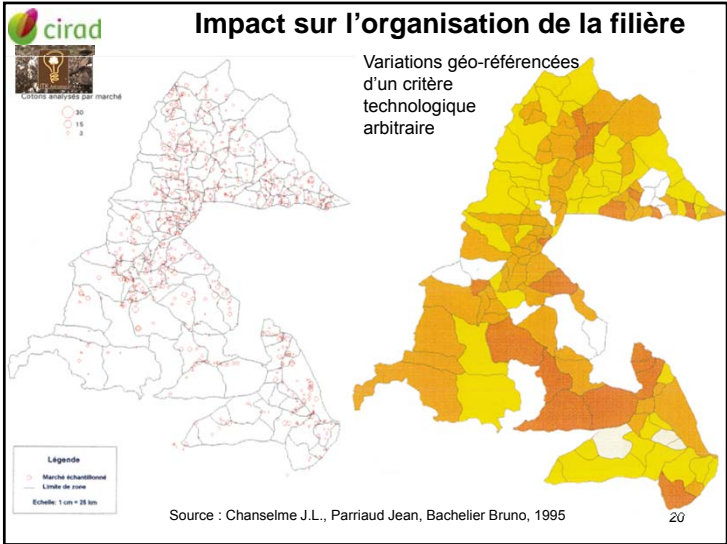 cirad
Impact sur l'organisation de la filière
Variations géo-référencées
d'un critère
technologique
arbitraire
Cotons analysés par marché
30
15
3
Légende
Marché échantillonné
Limite de zone
Echelle: 1 cm = 25 km
Source : Chanselme J.L., Parriaud Jean, Bachelier Bruno, 1995
20